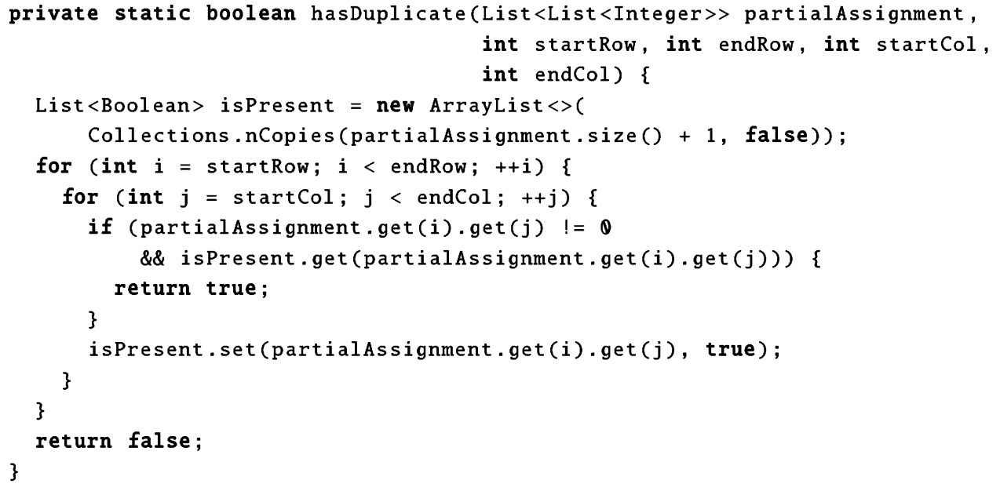 private static boolean hasDuplicate(List<List<Integer>> partialAssignment,
                                    int startRow, int endRow, int startCol,
                                    int endCol) {
  List<Boolean> isPresent = new ArrayList<>(
      Collections.nCopies(partialAssignment.size() + 1, false));
  for (int i = startRow; i < endRow; ++i) {
    for (int j = startCol; j < endCol; ++j) {
      if (partialAssignment.get(i).get(j) != 0
          && isPresent.get(partialAssignment.get(i).get(j))) {
        return true;
      }
      isPresent.set(partialAssignment.get(i).get(j), true);
    }
  }
  return false;
}